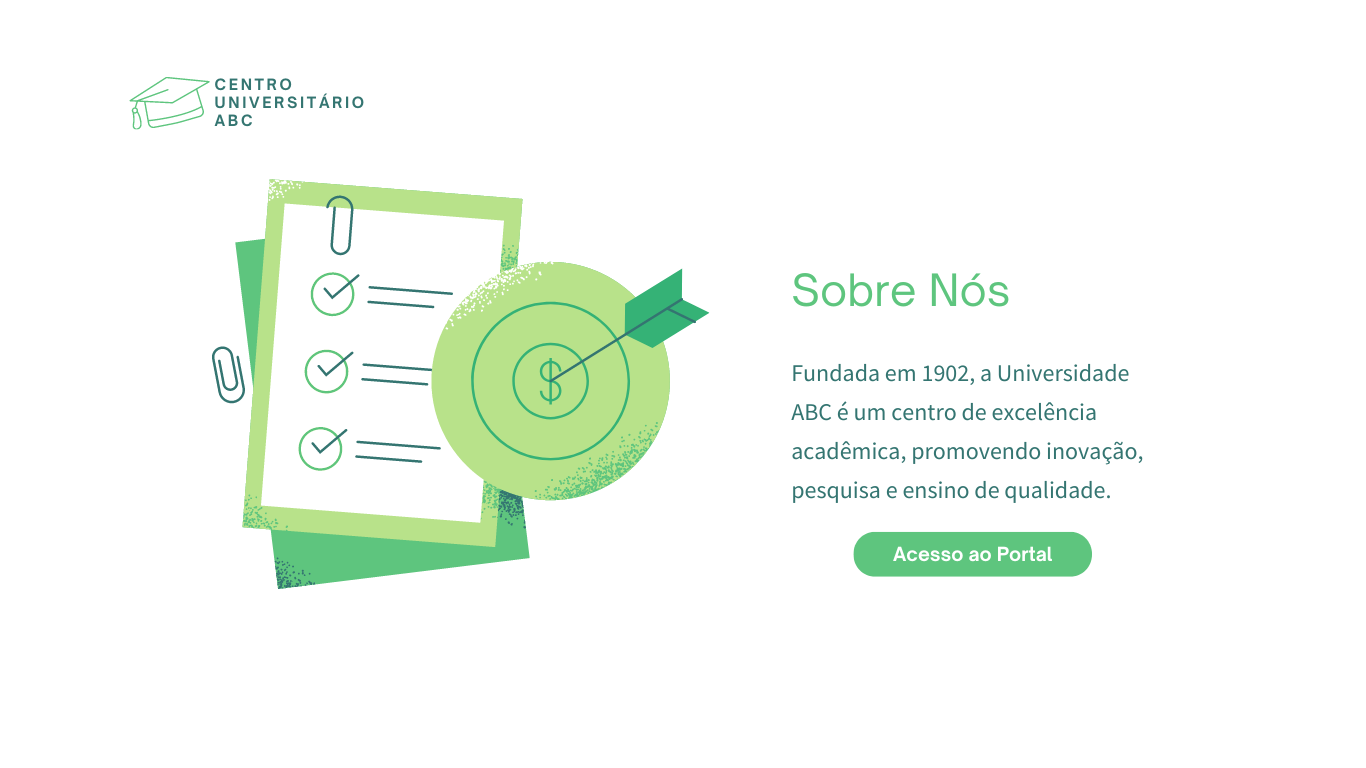 CENTRO
UNIVERSITÁRIO
ABC
$
Sobre Nós
Fundada em 1902, a Universidade
ABC é um centro de excelência
acadêmica, promovendo inovação,
pesquisa e ensino de qualidade.
Acesso ao Portal